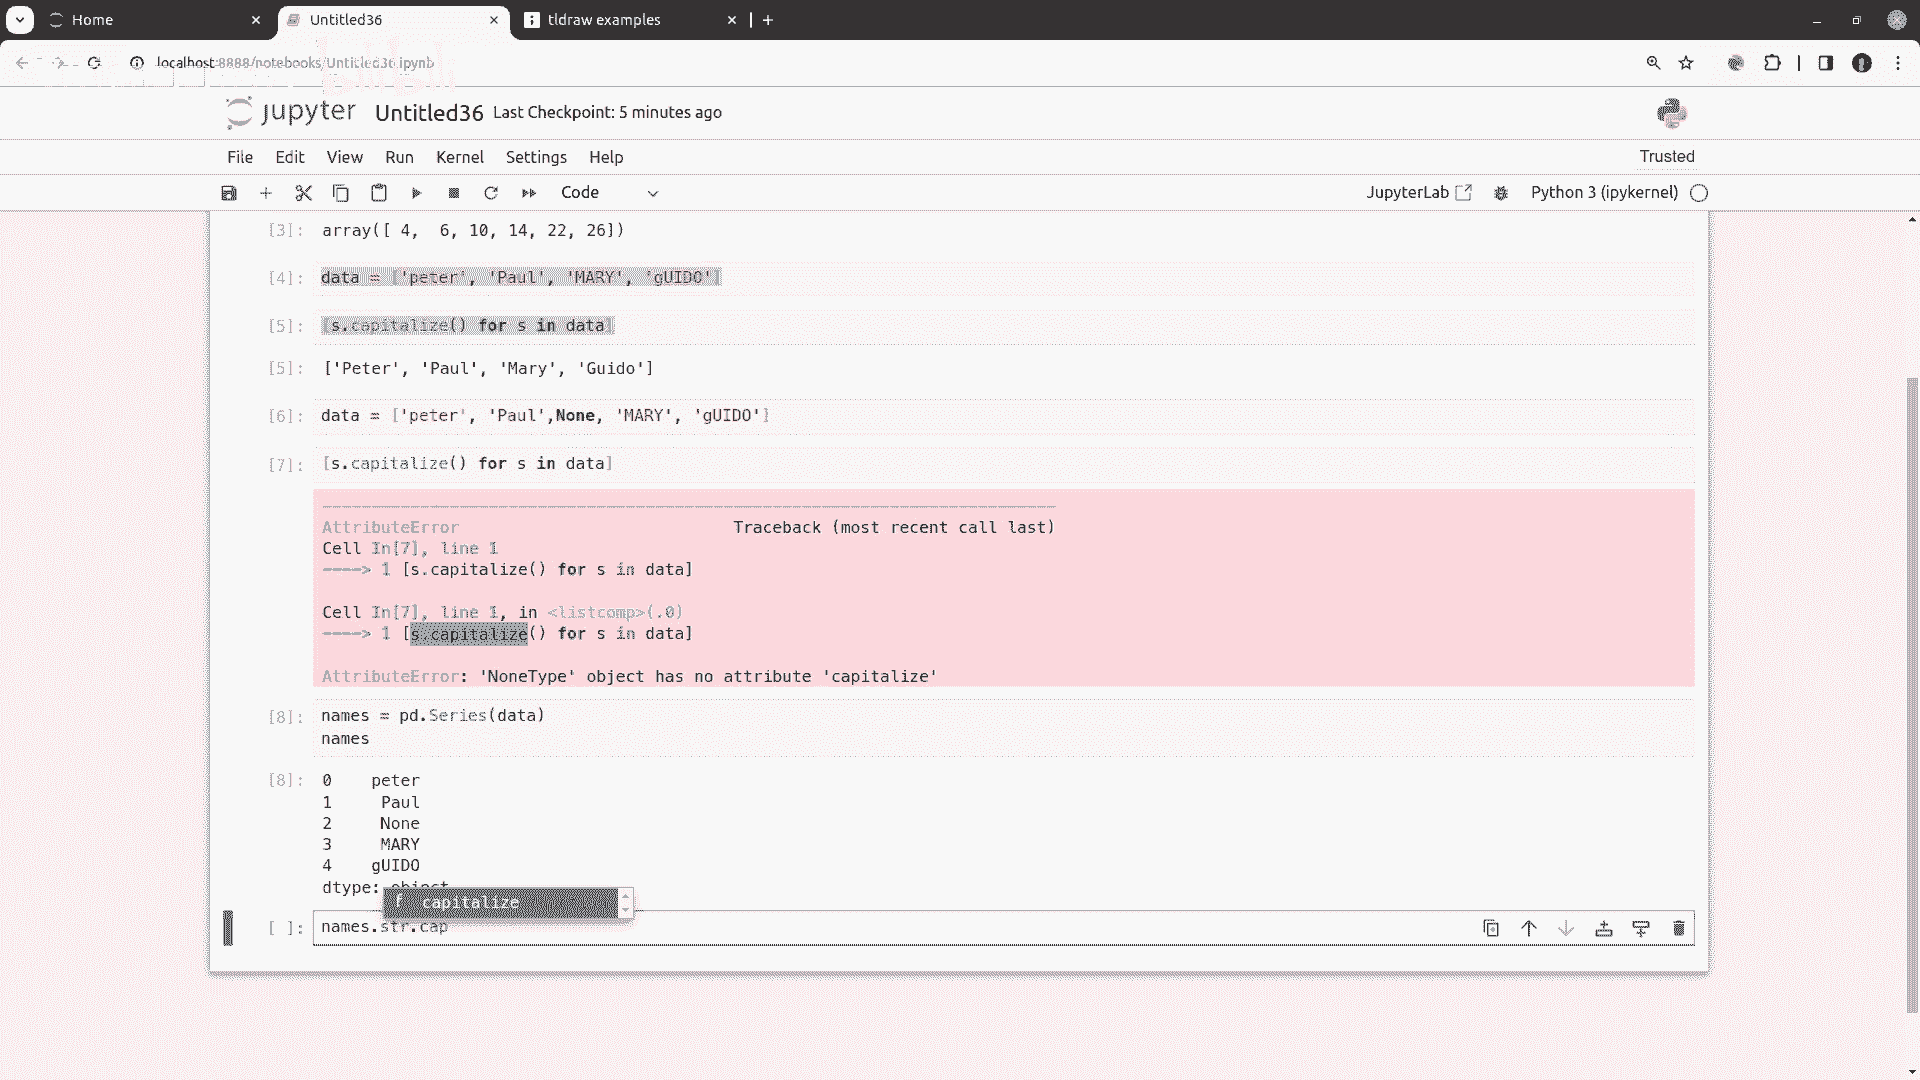 Home
Untitled36
tldraw examples
localhost:8888/notebooks/Untitled36.ipynb
jupyter Untitled36 Last Checkpoint: 5 minutes ago
File Edit View Run Kernel Settings Help Trusted
Code JupyterLab Python 3 (ipykernel)
[3]: array([ 4,  6, 10, 14, 22, 26])
[4]: data = ['peter', 'Paul', 'MARY', 'gUIDO']
[5]: [s.capitalize() for s in data]
[5]: ['Peter', 'Paul', 'Mary', 'Guido']
[6]: data = ['peter', 'Paul',None, 'MARY', 'gUIDO']
[7]: [s.capitalize() for s in data]
AttributeError                            Traceback (most recent call last)
Cell In[7], line 1
----> 1 [s.capitalize() for s in data]
Cell In[7], line 1, in <listcomp>(.0)
----> 1 [s.capitalize() for s in data]
AttributeError: 'NoneType' object has no attribute 'capitalize'
[8]: names = pd.Series(data)
names
[8]: 0    peter
1     Paul
2     None
3     MARY
4    gUIDO
dtype: object
f capitalize
[ ]: names.str.cap